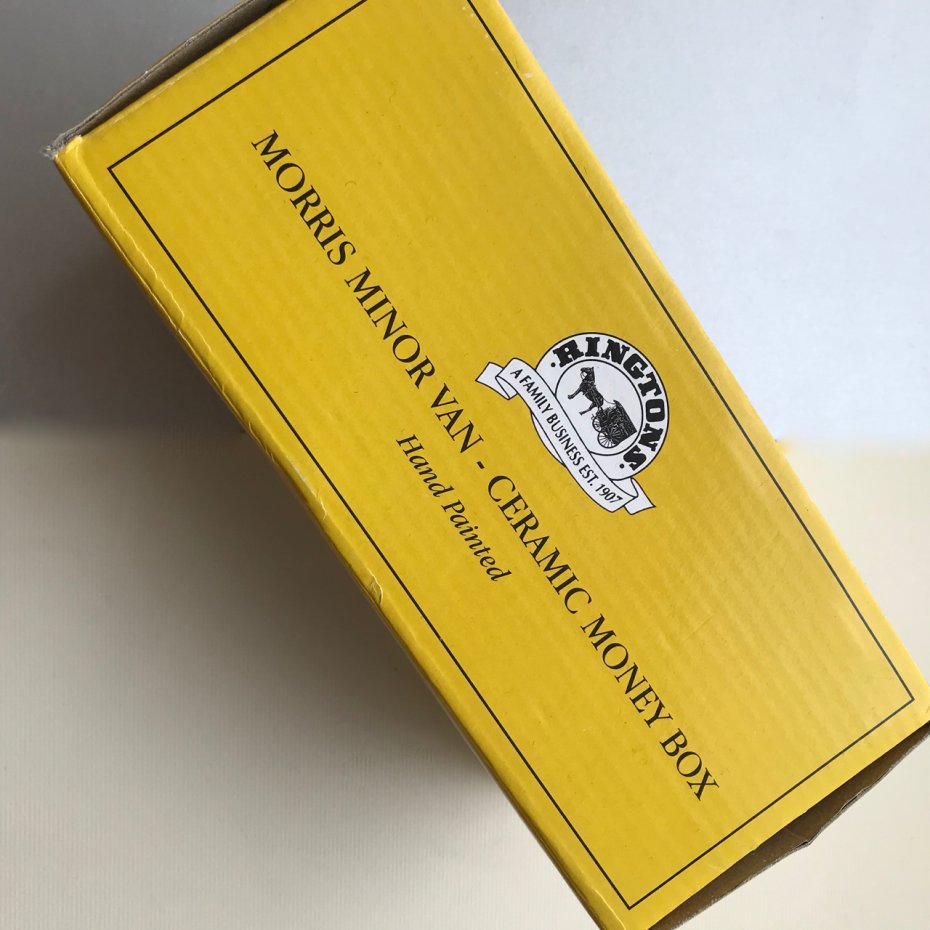 RINGTONS
A FAMILY BUSINESS EST. 1907
MORRIS MINOR VAN - CERAMIC MONEY BOX
Hand Painted